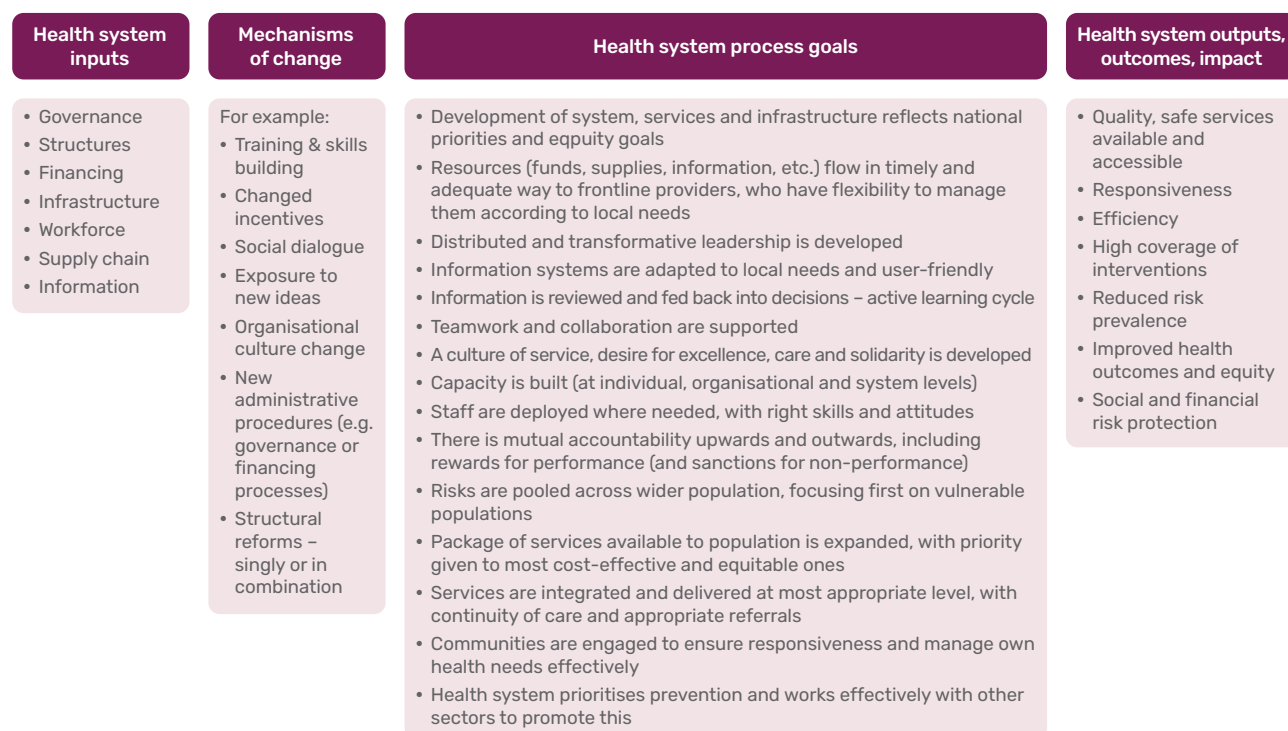 Health system
inputs
• Governance
• Structures
• Financing
• Infrastructure
• Workforce
• Supply chain
• Information
Mechanisms
of change
For example:
• Training & skills
building
• Changed
incentives
• Social dialogue
• Exposure to
new ideas
• Organisational
culture change
• New
administrative
procedures (e.g.
governance or
financing
processes)
• Structural
reforms –
singly or in
combination
Health system process goals
• Development of system, services and infrastructure reflects national
priorities and eqpuity goals
• Resources (funds, supplies, information, etc.) flow in timely and
adequate way to frontline providers, who have flexibility to manage
them according to local needs
• Distributed and transformative leadership is developed
• Information systems are adapted to local needs and user-friendly
• Information is reviewed and fed back into decisions – active learning cycle
• Teamwork and collaboration are supported
• A culture of service, desire for excellence, care and solidarity is developed
• Capacity is built (at individual, organisational and system levels)
• Staff are deployed where needed, with right skills and attitudes
• There is mutual accountability upwards and outwards, including
rewards for performance (and sanctions for non-performance)
• Risks are pooled across wider population, focusing first on vulnerable
populations
• Package of services available to population is expanded, with priority
given to most cost-effective and equitable ones
• Services are integrated and delivered at most appropriate level, with
continuity of care and appropriate referrals
• Communities are engaged to ensure responsiveness and manage own
health needs effectively
• Health system prioritises prevention and works effectively with other
sectors to promote this
Health system outputs,
outcomes, impact
• Quality, safe services
available and
accessible
• Responsiveness
• Efficiency
• High coverage of
interventions
• Reduced risk
prevalence
• Improved health
outcomes and equity
• Social and financial
risk protection